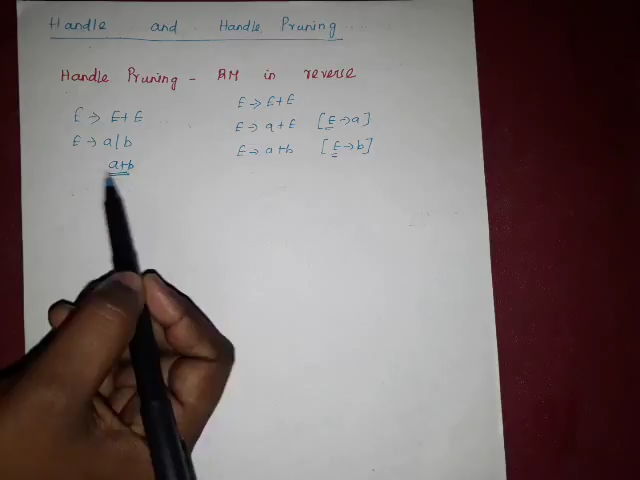 Handle and Handle Pruning
Handle Pruning - RM in reverse
E → E+E
E → a|b
a+b
E → E+E
E → a+E [E→a]
E → a+b [E→b]